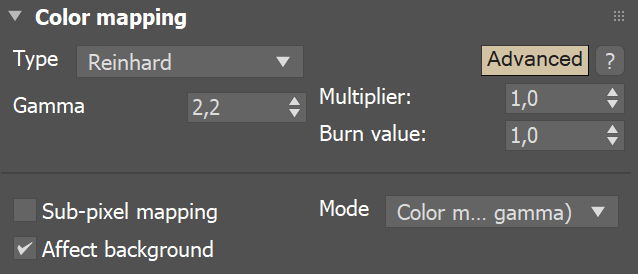 Color mapping
Type Reinhard Advanced ?
Gamma 2,2 Multiplier: 1,0
Burn value: 1,0
Sub-pixel mapping Mode Color m... gamma)
Affect background